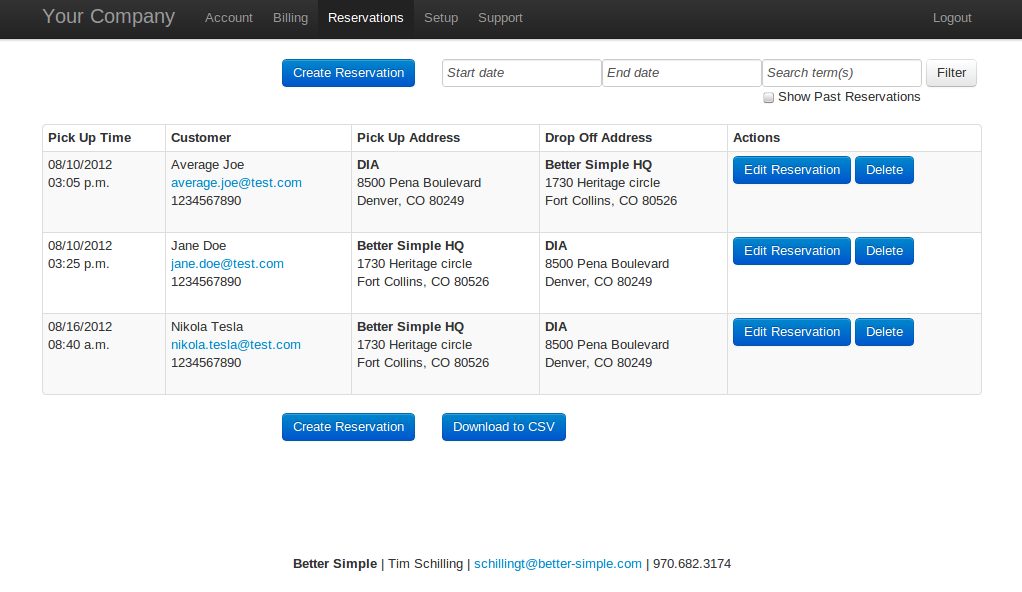 Your Company Account Billing Reservations Setup Support Logout
Create Reservation Start date End date Search term(s) Filter
Show Past Reservations
Pick Up Time Customer Pick Up Address Drop Off Address Actions
08/10/2012 Average Joe DIA Better Simple HQ Edit Reservation Delete
03:05 p.m. average.joe@test.com 8500 Pena Boulevard 1730 Heritage circle
1234567890 Denver, CO 80249 Fort Collins, CO 80526
08/10/2012 Jane Doe Better Simple HQ DIA Edit Reservation Delete
03:25 p.m. jane.doe@test.com 1730 Heritage circle 8500 Pena Boulevard
1234567890 Fort Collins, CO 80526 Denver, CO 80249
08/16/2012 Nikola Tesla Better Simple HQ DIA Edit Reservation Delete
08:40 a.m. nikola.tesla@test.com 1730 Heritage circle 8500 Pena Boulevard
1234567890 Fort Collins, CO 80526 Denver, CO 80249
Create Reservation Download to CSV
Better Simple | Tim Schilling | schillingt@better-simple.com | 970.682.3174